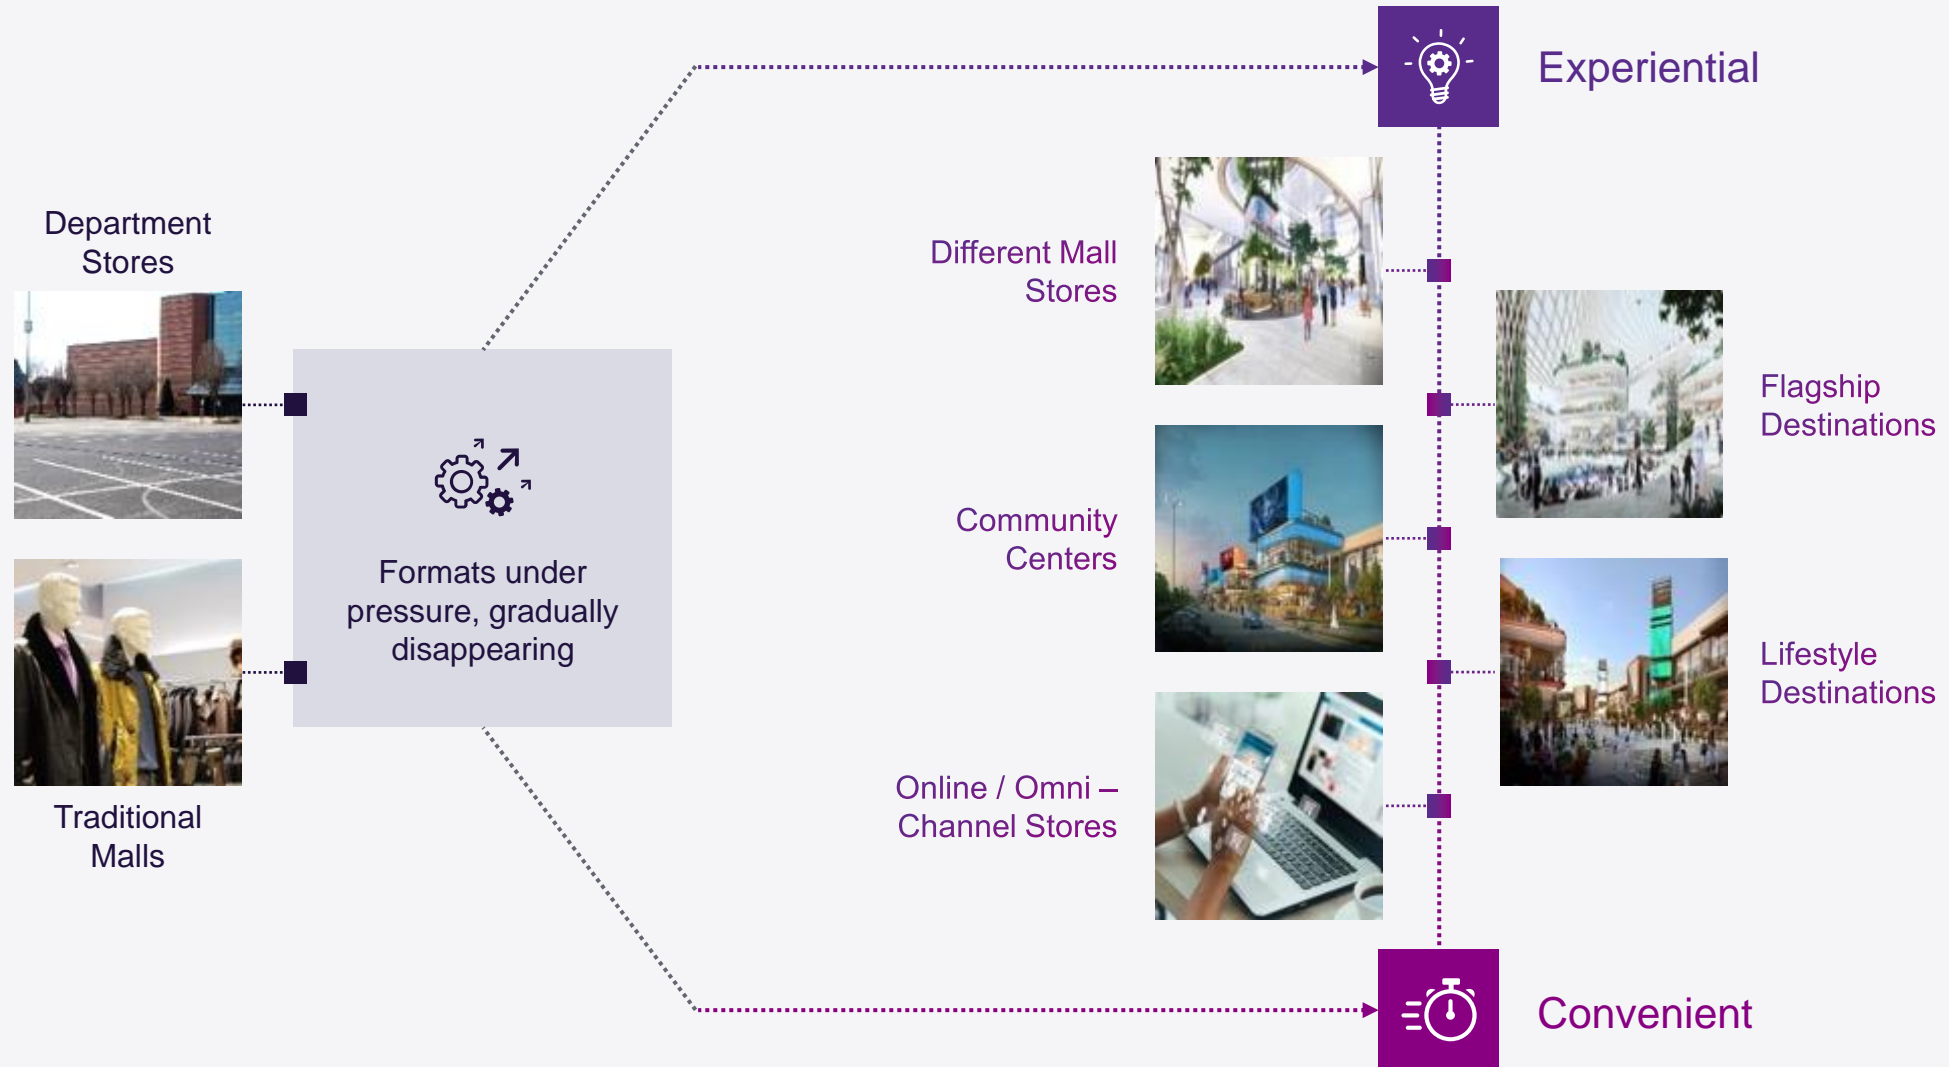 Experiential
Department
Stores
Different Mall
Stores
Flagship
Destinations
Community
Centers
Formats under
pressure, gradually
disappearing
Lifestyle
Destinations
Online / Omni –
Channel Stores
Traditional
Malls
Convenient